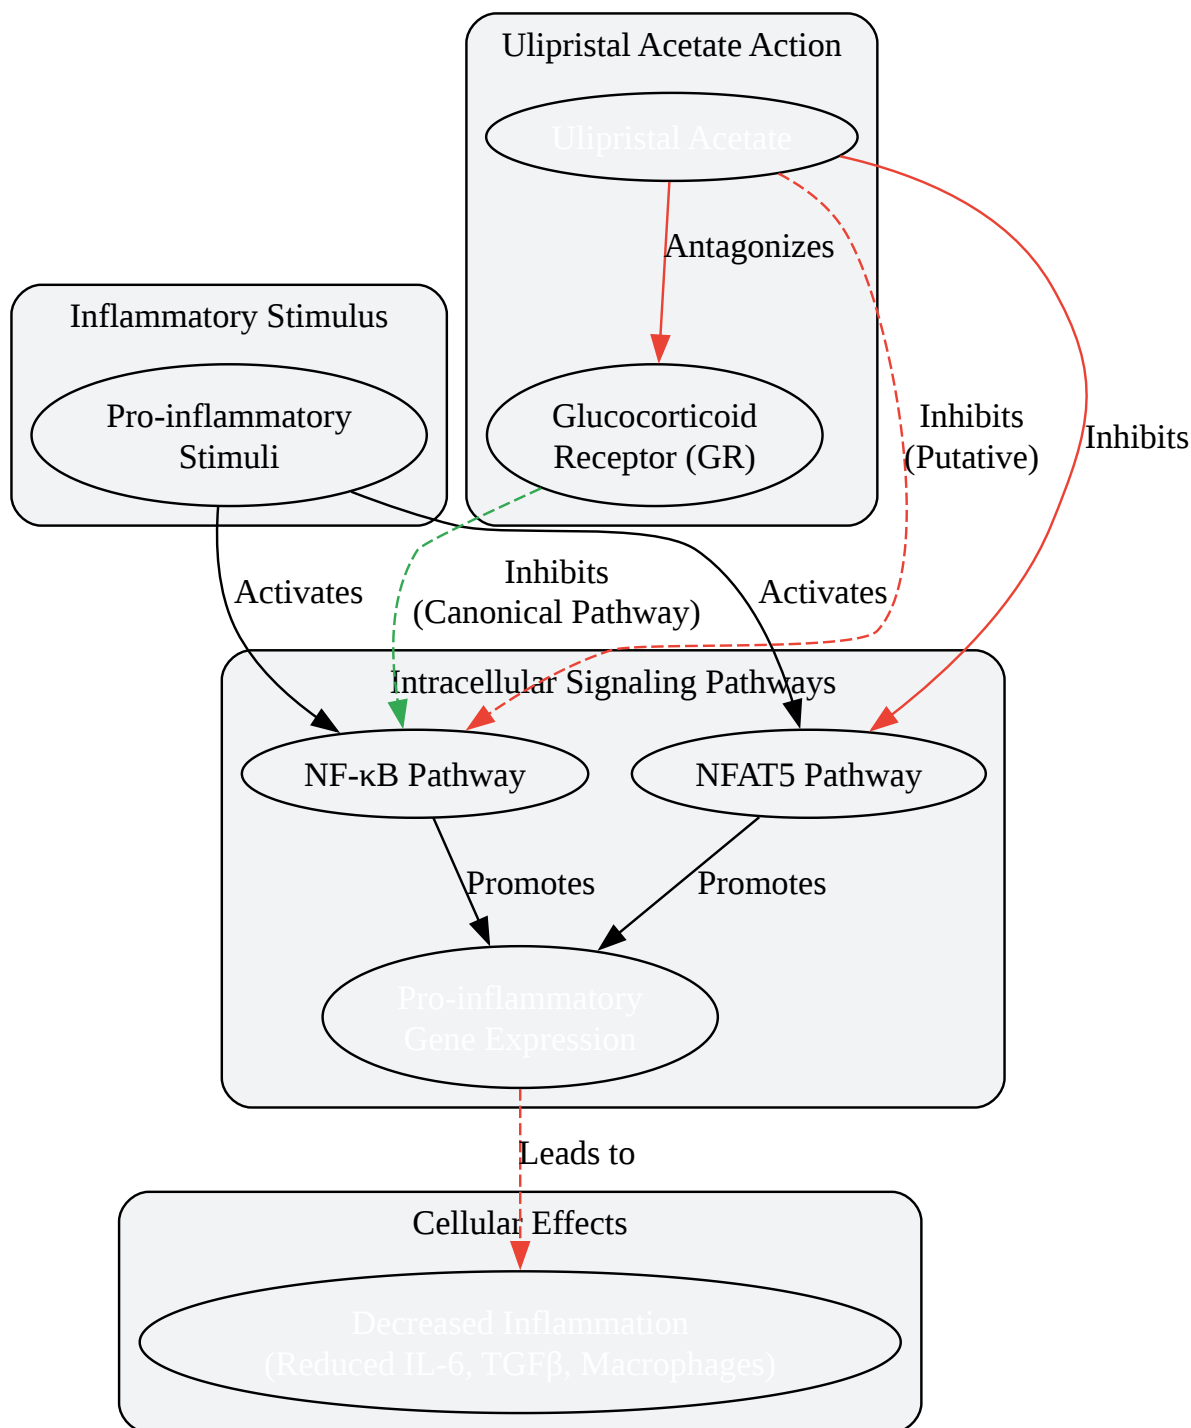 Ulipristal Acetate Action
Ulipristal Acetate
Antagonizes
Inflammatory Stimulus
Pro-inflammatory
Stimuli
Glucocorticoid
Receptor (GR)
Inhibits
(Putative)
Inhibits
Activates
Inhibits
(Canonical Pathway)
Activates
Intracellular Signaling Pathways
NF-κB Pathway
NFAT5 Pathway
Promotes
Promotes
Pro-inflammatory
Gene Expression
Leads to
Cellular Effects
Decreased Inflammation
(Reduced IL-6, TGFβ, Macrophages)